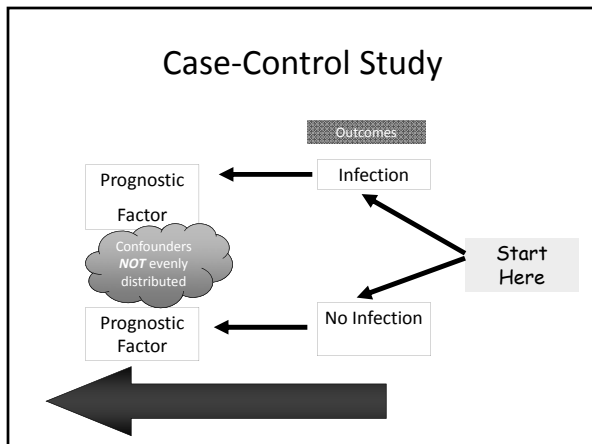 Case-Control Study
Outcomes
Prognostic
Factor
Infection
Confounders
NOT evenly
distributed
Start
Here
Prognostic
Factor
No Infection